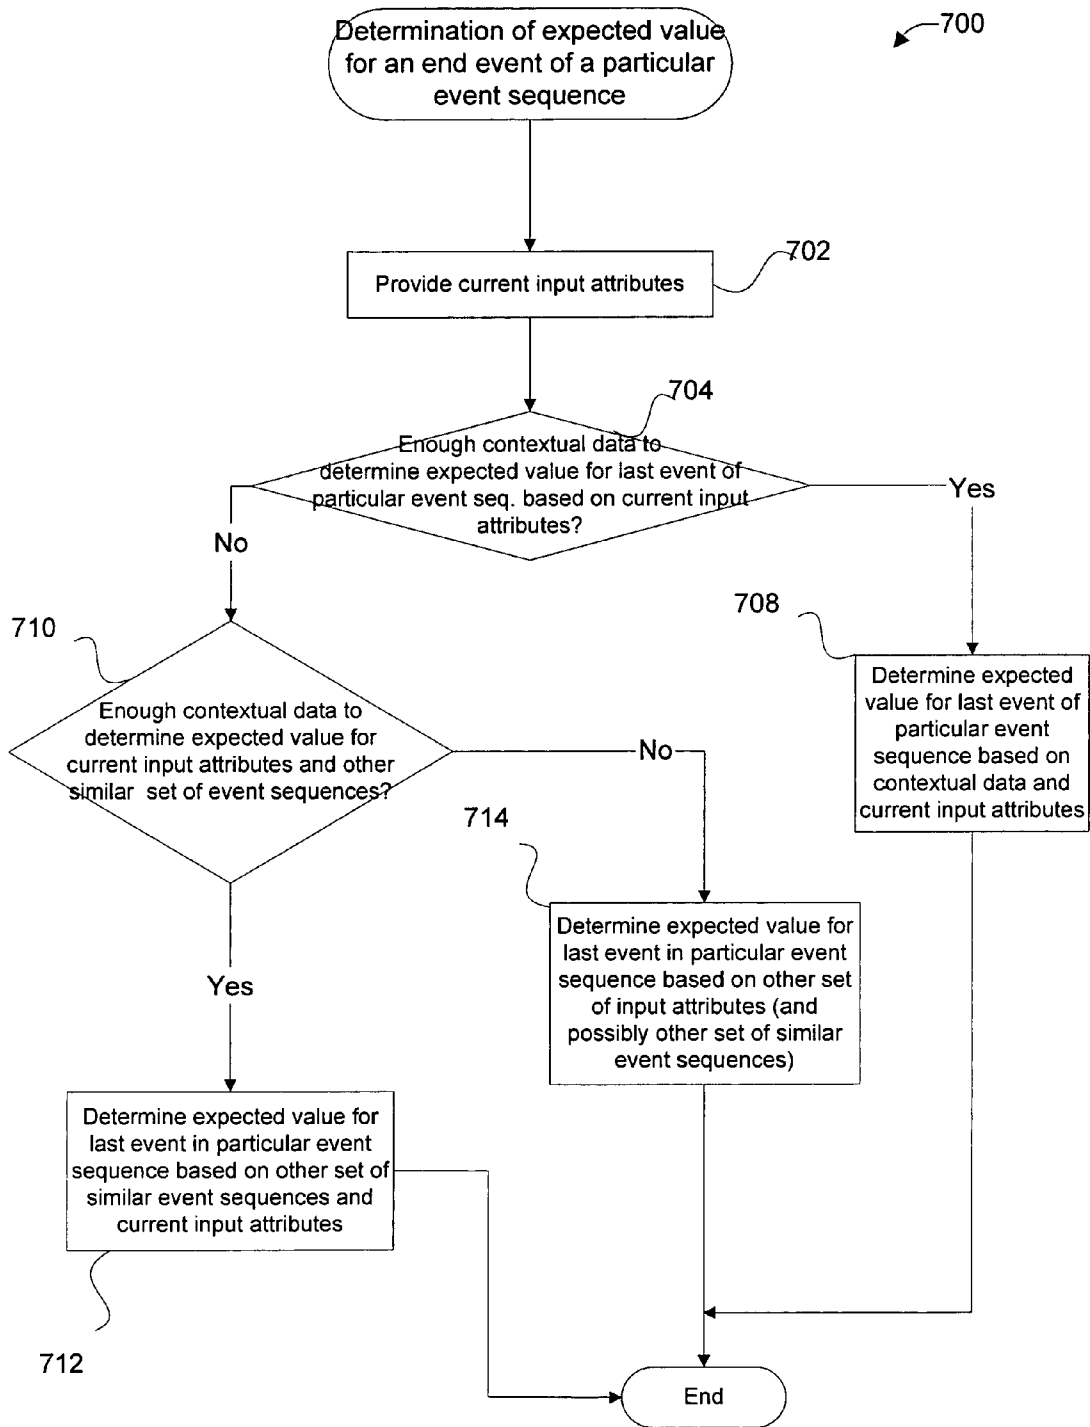 Determination of expected value
for an end event of a particular
event sequence
700
702
Provide current input attributes
704
Enough contextual data to
determine expected value for last event of
particular event seq. based on current input
attributes?
Yes
No
708
710
Determine expected
value for last event of
particular event
sequence based on
contextual data and
current input attributes
Enough contextual data to
determine expected value for
current input attributes and other
similar set of event sequences?
No
714
Determine expected value for
last event in particular event
sequence based on other set
of input attributes (and
possibly other set of similar
event sequences)
Yes
Determine expected value for
last event in particular event
sequence based on other set of
similar event sequences and
current input attributes
712
End